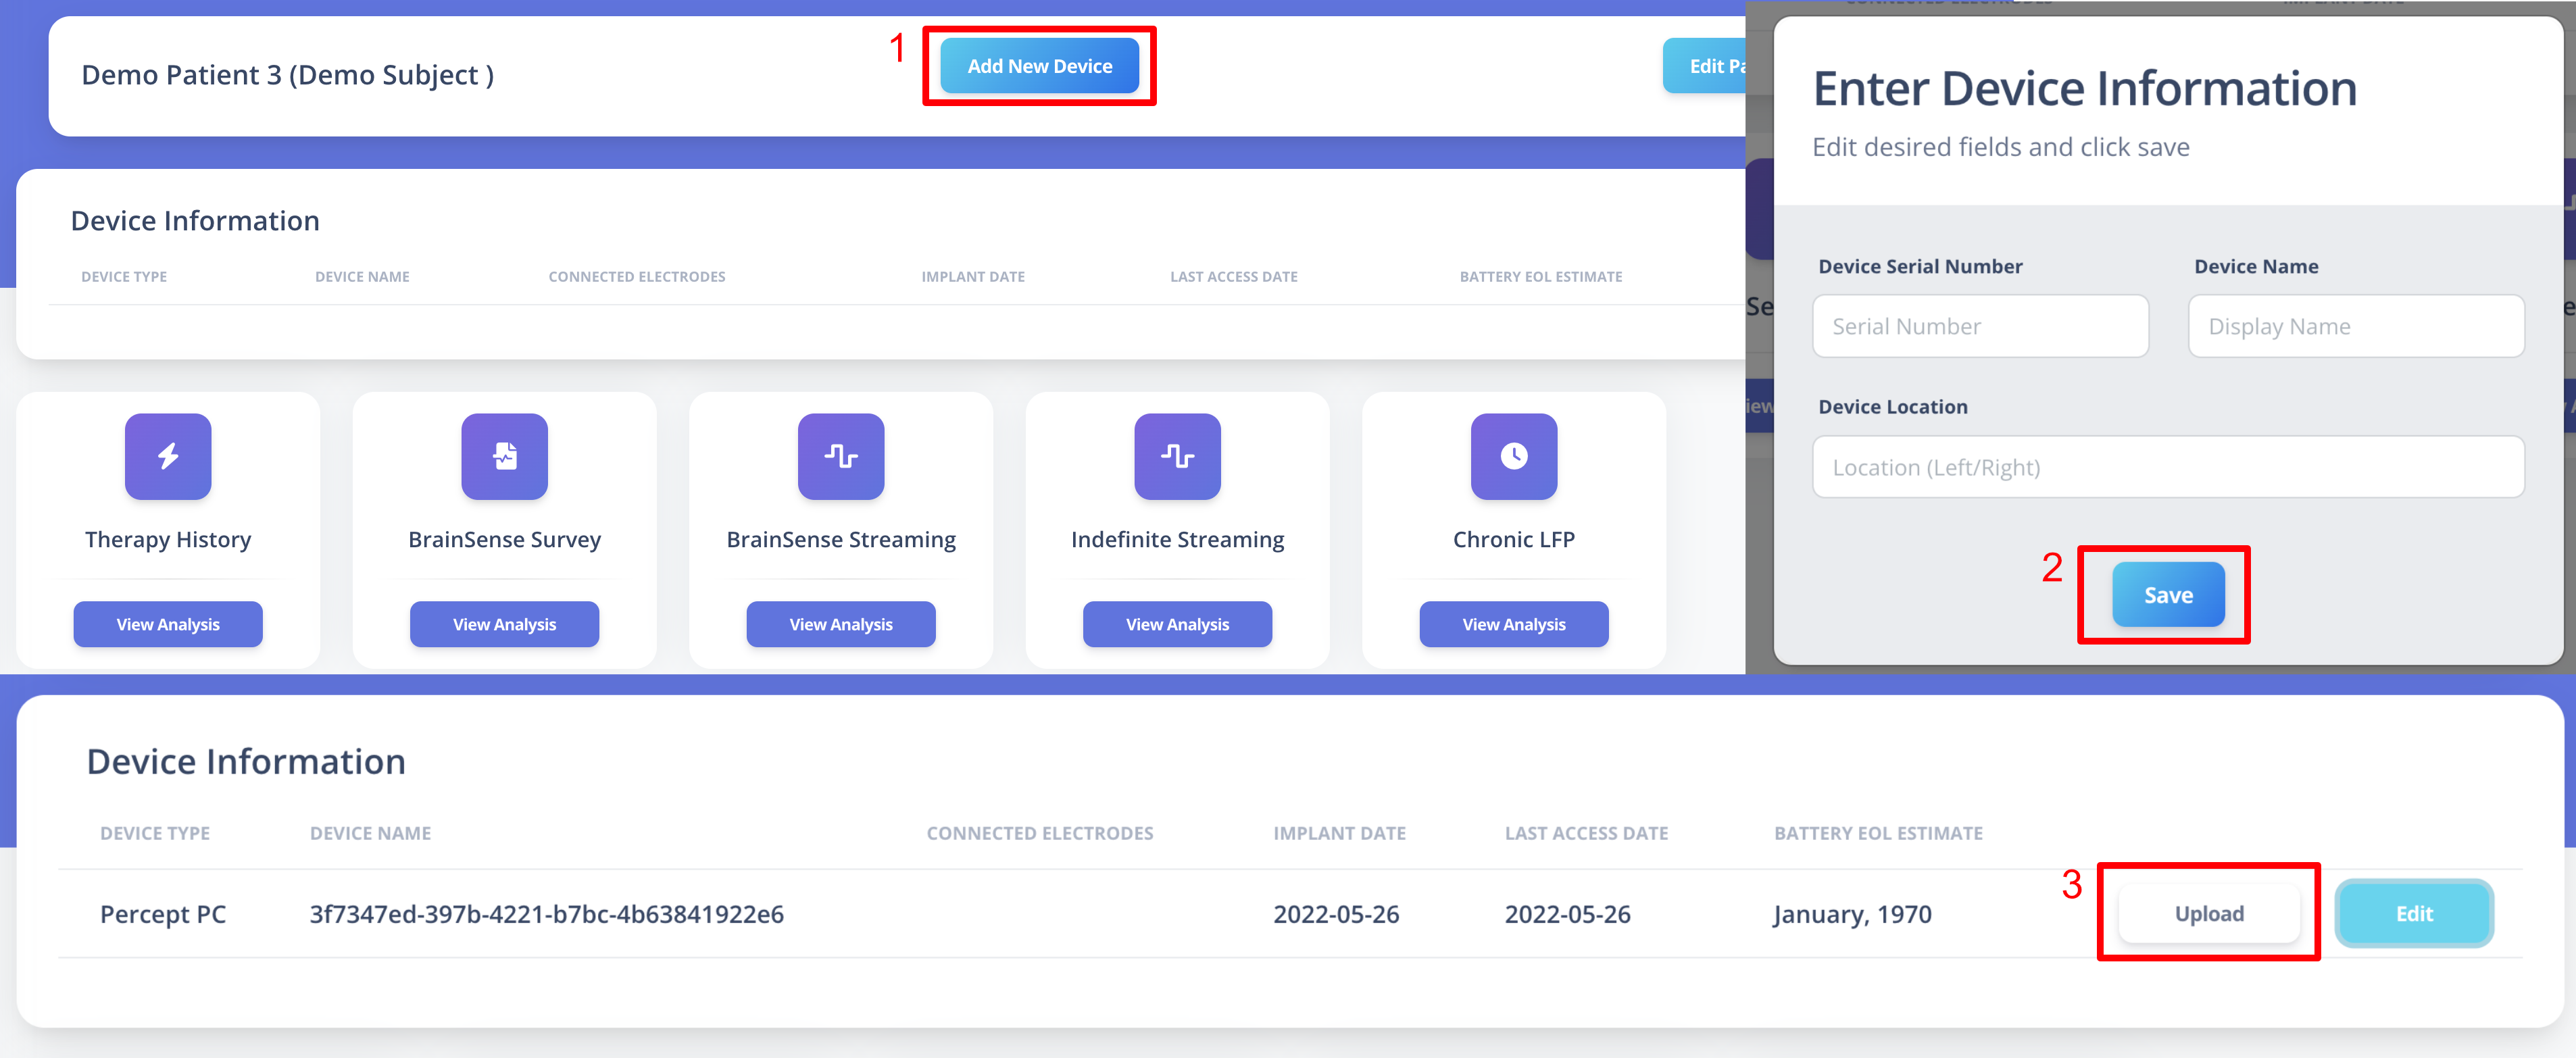 1
Add New Device
Demo Patient 3 (Demo Subject )
Edit Pa
Device Information
DEVICE TYPE DEVICE NAME CONNECTED ELECTRODES IMPLANT DATE LAST ACCESS DATE BATTERY EOL ESTIMATE
Therapy History BrainSense Survey BrainSense Streaming Indefinite Streaming Chronic LFP
View Analysis View Analysis View Analysis View Analysis View Analysis
Enter Device Information
Edit desired fields and click save
Device Serial Number Device Name
Serial Number Display Name
Device Location
Location (Left/Right)
2
Save
Device Information
DEVICE TYPE DEVICE NAME CONNECTED ELECTRODES IMPLANT DATE LAST ACCESS DATE BATTERY EOL ESTIMATE
3
Percept PC 3f7347ed-397b-4221-b7bc-4b63841922e6 2022-05-26 2022-05-26 January, 1970 Upload Edit